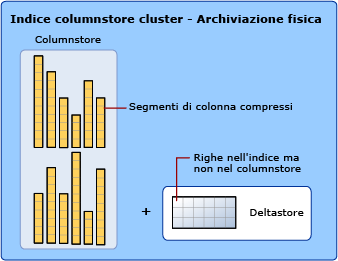 Indice columnstore cluster - Archiviazione fisica
Columnstore
Segmenti di colonna compressi
Righe nell'indice ma
non nel columnstore
+
Deltastore